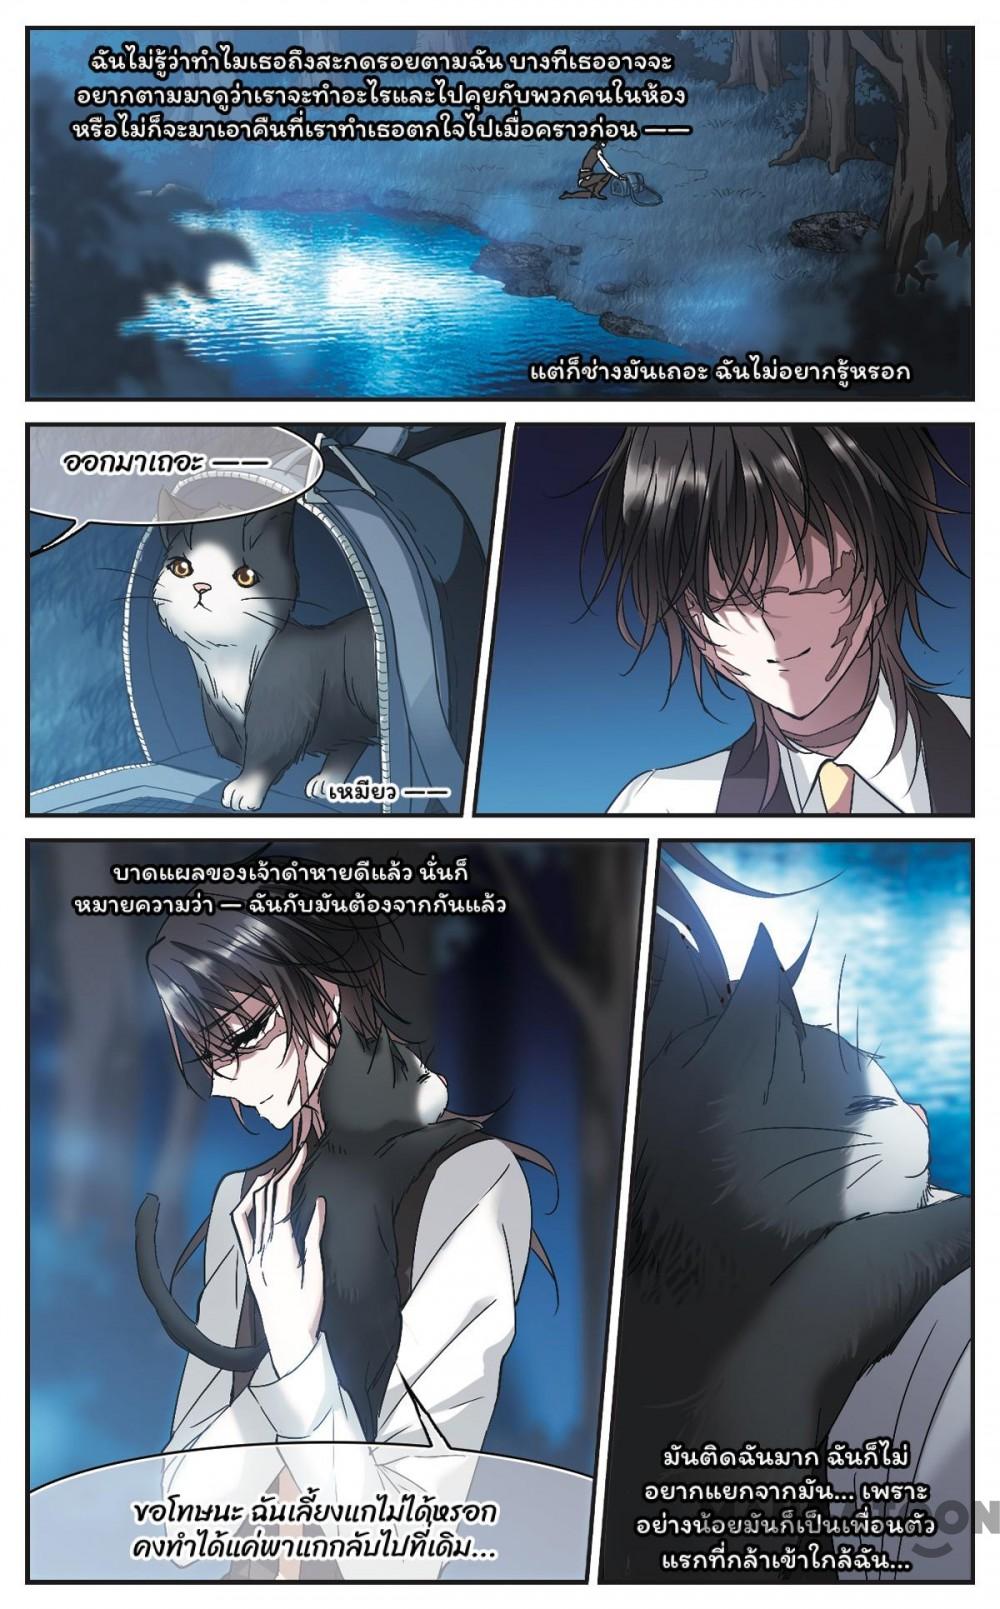 ฉันไม่รู้ว่าทำไมเธอถึงสะกดรอยตามฉัน บางทีเธออาจจะ
อยากตามมาดูว่าเราจะทำอะไรและไปคุยกับพวกคนในห้อง
หรือไม่ก็จะมาเอาคืนที่เราทำเธอตกใจไปเมื่อคราวก่อน ——
แต่ก็ช่างมันเถอะ ฉันไม่อยากรู้หรอก
ออกมาเถอะ ——
เหมียว ——
บาดแผลของเจ้าดำหายดีแล้ว นั่นก็
หมายความว่า — ฉันกับมันต้องจากกันแล้ว
ขอโทษนะ ฉันเลี้ยงแกไม่ได้หรอก
คงทำได้แค่พาแกกลับไปที่เดิม...
มันติดฉันมาก ฉันก็ไม่
อยากแยกจากมัน... เพราะ
อย่างน้อยมันก็เป็นเพื่อนตัว
แรกที่กล้าเข้าใกล้ฉัน...